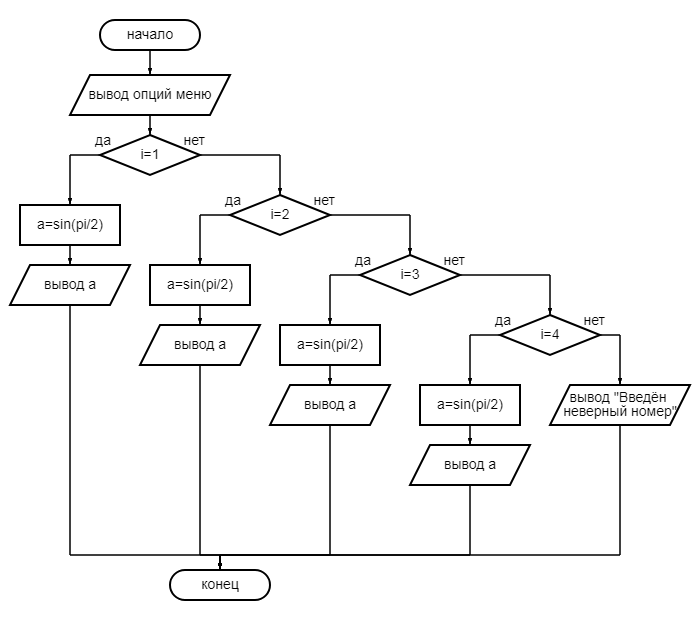 начало
вывод опций меню
да
нет
i=1
да
нет
i=2
a=sin(pi/2)
да
нет
i=3
вывод а
a=sin(pi/2)
да
нет
i=4
вывод а
a=sin(pi/2)
вывод а
a=sin(pi/2)
вывод "Введён
неверный номер"
вывод а
конец